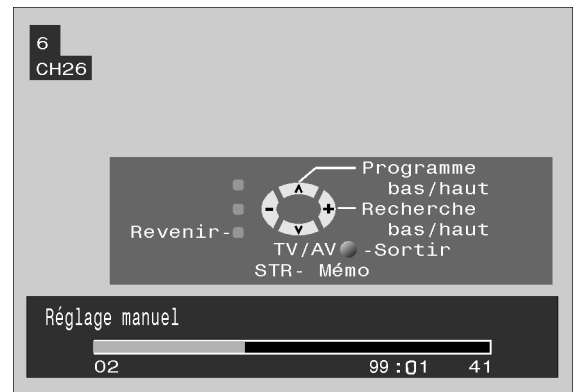 6
CH26
Programme
bas/haut
Recherche
bas/haut
Revenir-
TV/AV -Sortir
STR- Mémo
Réglage manuel
02 99:01 41